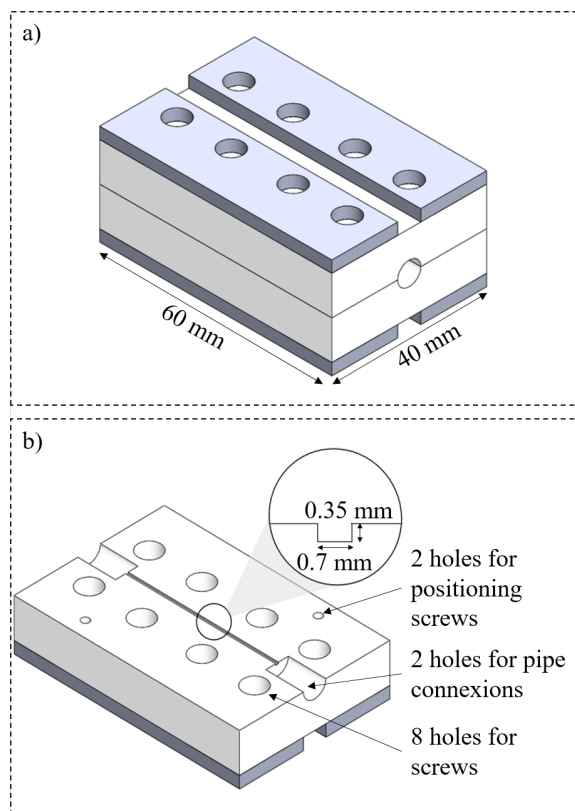 a)
60 mm
40 mm
b)
0.35 mm
0.7 mm
2 holes for
positioning
screws
2 holes for pipe
connexions
8 holes for
screws